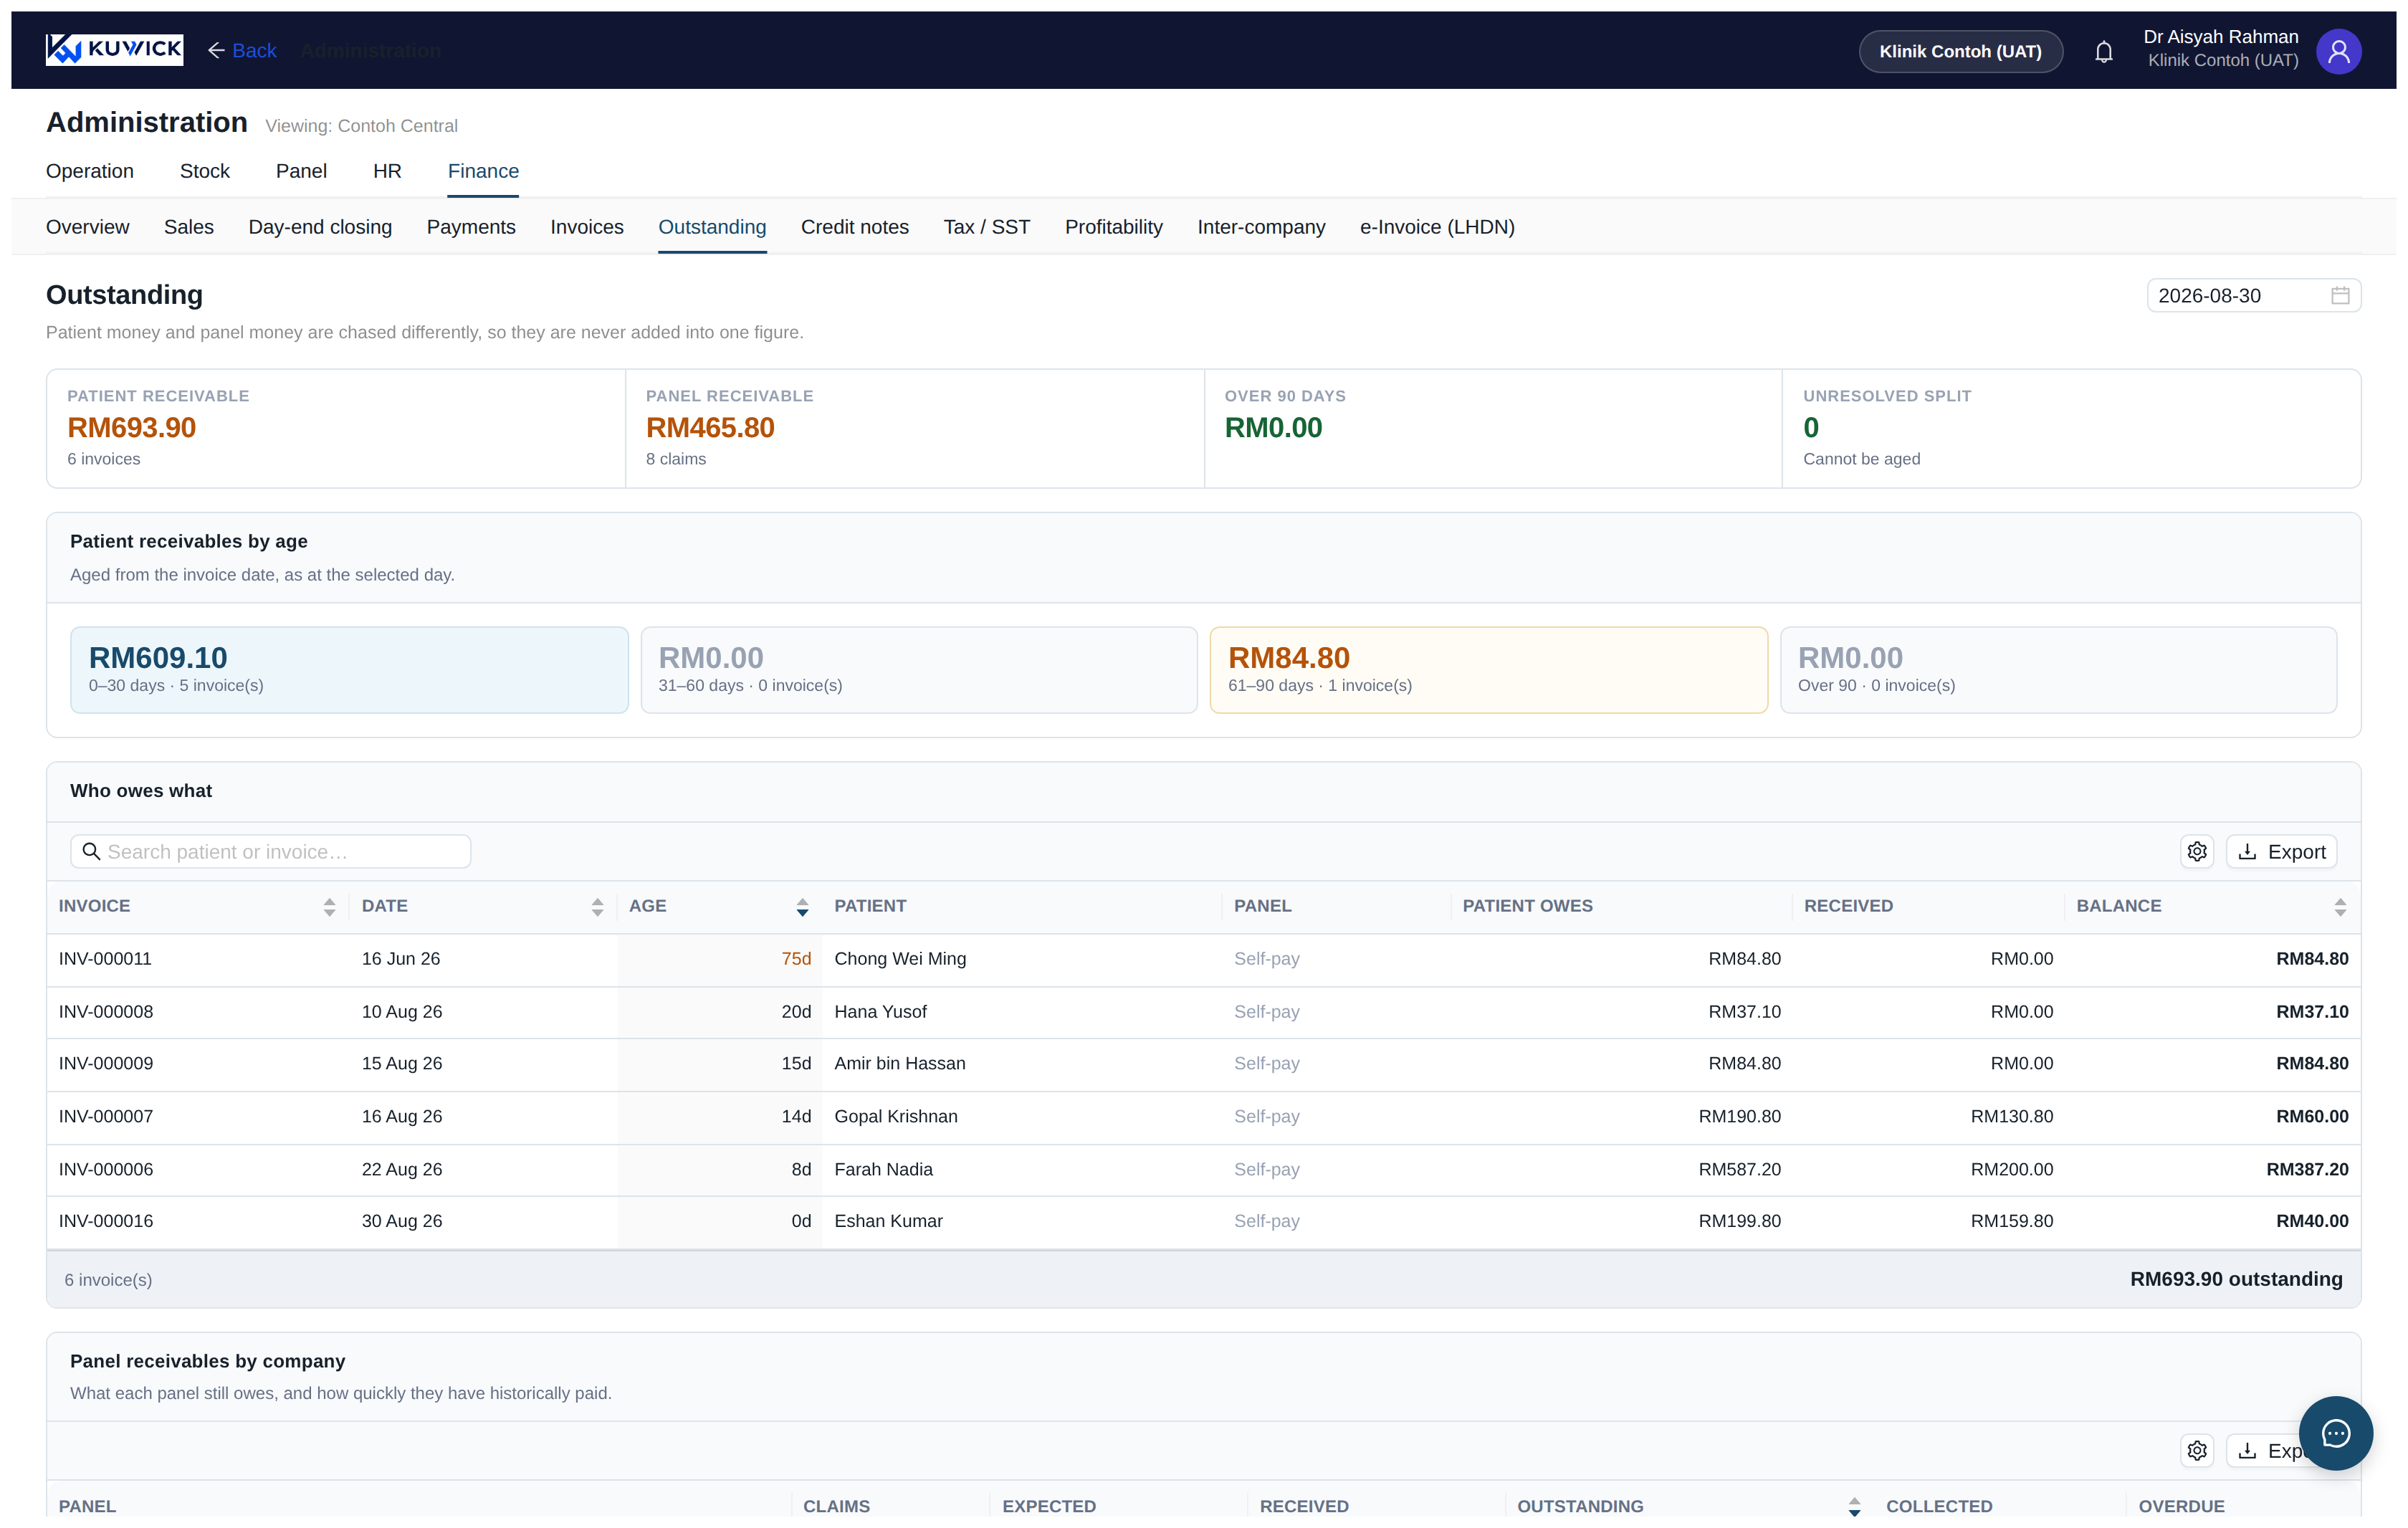 KUWICK
Back Administration
Klinik Contoh (UAT)
Dr Aisyah Rahman
Klinik Contoh (UAT)
Administration Viewing: Contoh Central
Operation Stock Panel HR Finance
Overview Sales Day-end closing Payments Invoices Outstanding Credit notes Tax / SST Profitability Inter-company e-Invoice (LHDN)
Outstanding
2026-08-30
Patient money and panel money are chased differently, so they are never added into one figure.
PATIENT RECEIVABLE
RM693.90
6 invoices
PANEL RECEIVABLE
RM465.80
8 claims
OVER 90 DAYS
RM0.00
UNRESOLVED SPLIT
0
Cannot be aged
Patient receivables by age
Aged from the invoice date, as at the selected day.
RM609.10
0–30 days · 5 invoice(s)
RM0.00
31–60 days · 0 invoice(s)
RM84.80
61–90 days · 1 invoice(s)
RM0.00
Over 90 · 0 invoice(s)
Who owes what
Search patient or invoice…
Export
INVOICE DATE AGE PATIENT PANEL PATIENT OWES RECEIVED BALANCE
INV-000011 16 Jun 26 75d Chong Wei Ming Self-pay RM84.80 RM0.00 RM84.80
INV-000008 10 Aug 26 20d Hana Yusof Self-pay RM37.10 RM0.00 RM37.10
INV-000009 15 Aug 26 15d Amir bin Hassan Self-pay RM84.80 RM0.00 RM84.80
INV-000007 16 Aug 26 14d Gopal Krishnan Self-pay RM190.80 RM130.80 RM60.00
INV-000006 22 Aug 26 8d Farah Nadia Self-pay RM587.20 RM200.00 RM387.20
INV-000016 30 Aug 26 0d Eshan Kumar Self-pay RM199.80 RM159.80 RM40.00
6 invoice(s) RM693.90 outstanding
Panel receivables by company
What each panel still owes, and how quickly they have historically paid.
PANEL CLAIMS EXPECTED RECEIVED OUTSTANDING COLLECTED OVERDUE